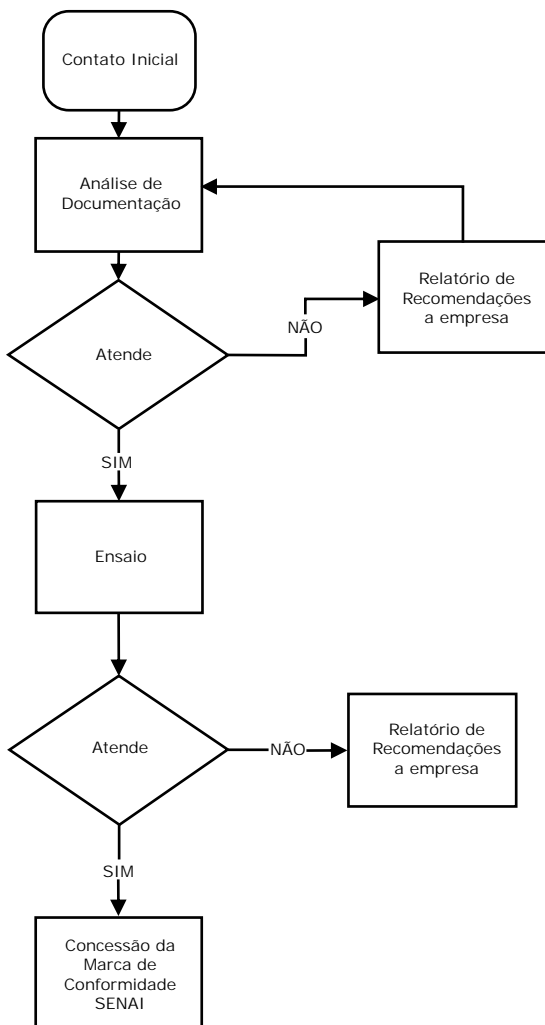 Contato Inicial
Análise de
Documentação
Relatório de
Recomendações
a empresa
NÃO
Atende
SIM
Ensaio
Relatório de
Recomendações
a empresa
NÃO
Atende
SIM
Concessão da
Marca de
Conformidade
SENAI